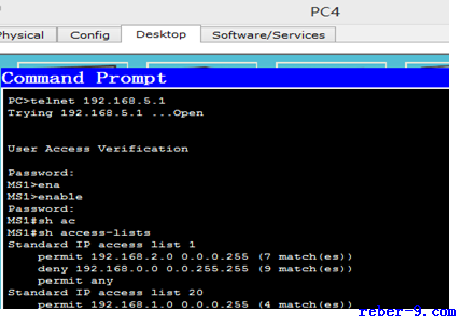 PC4
Physical Config Desktop Software/Services
Command Prompt
PC>telnet 192.168.5.1
Trying 192.168.5.1 ...Open
User Access Verification
Password:
MS1>ena
MS1>enable
Password:
MS1#sh ac
MS1#sh access-lists
Standard IP access list 1
permit 192.168.2.0 0.0.0.255 (7 match(es))
deny 192.168.0.0 0.0.255.255 (9 match(es))
permit any
Standard IP access list 20
permit 192.168.1.0 0.0.0.255 (4 match(es))
reber-9.com